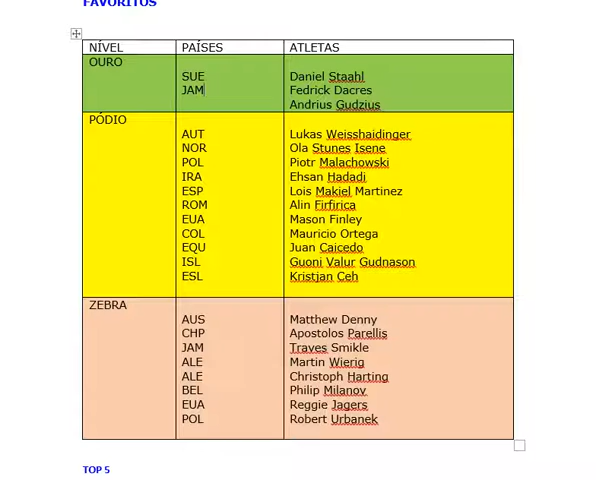 FAVORITOS
NÍVEL PAÍSES ATLETAS
OURO
SUE Daniel Staahl
JAM Fedrick Dacres
Andrius Gudzius
PÓDIO
AUT Lukas Weisshaidinger
NOR Ola Stunes Isene
POL Piotr Malachowski
IRA Ehsan Hadadi
ESP Lois Makiel Martinez
ROM Alin Firfirica
EUA Mason Finley
COL Mauricio Ortega
EQU Juan Caicedo
ISL Guoni Valur Gudnason
ESL Kristjan Ceh
ZEBRA
AUS Matthew Denny
CHP Apostolos Parellis
JAM Traves Smikle
ALE Martin Wierig
ALE Christoph Harting
BEL Philip Milanov
EUA Reggie Jagers
POL Robert Urbanek
TOP 5